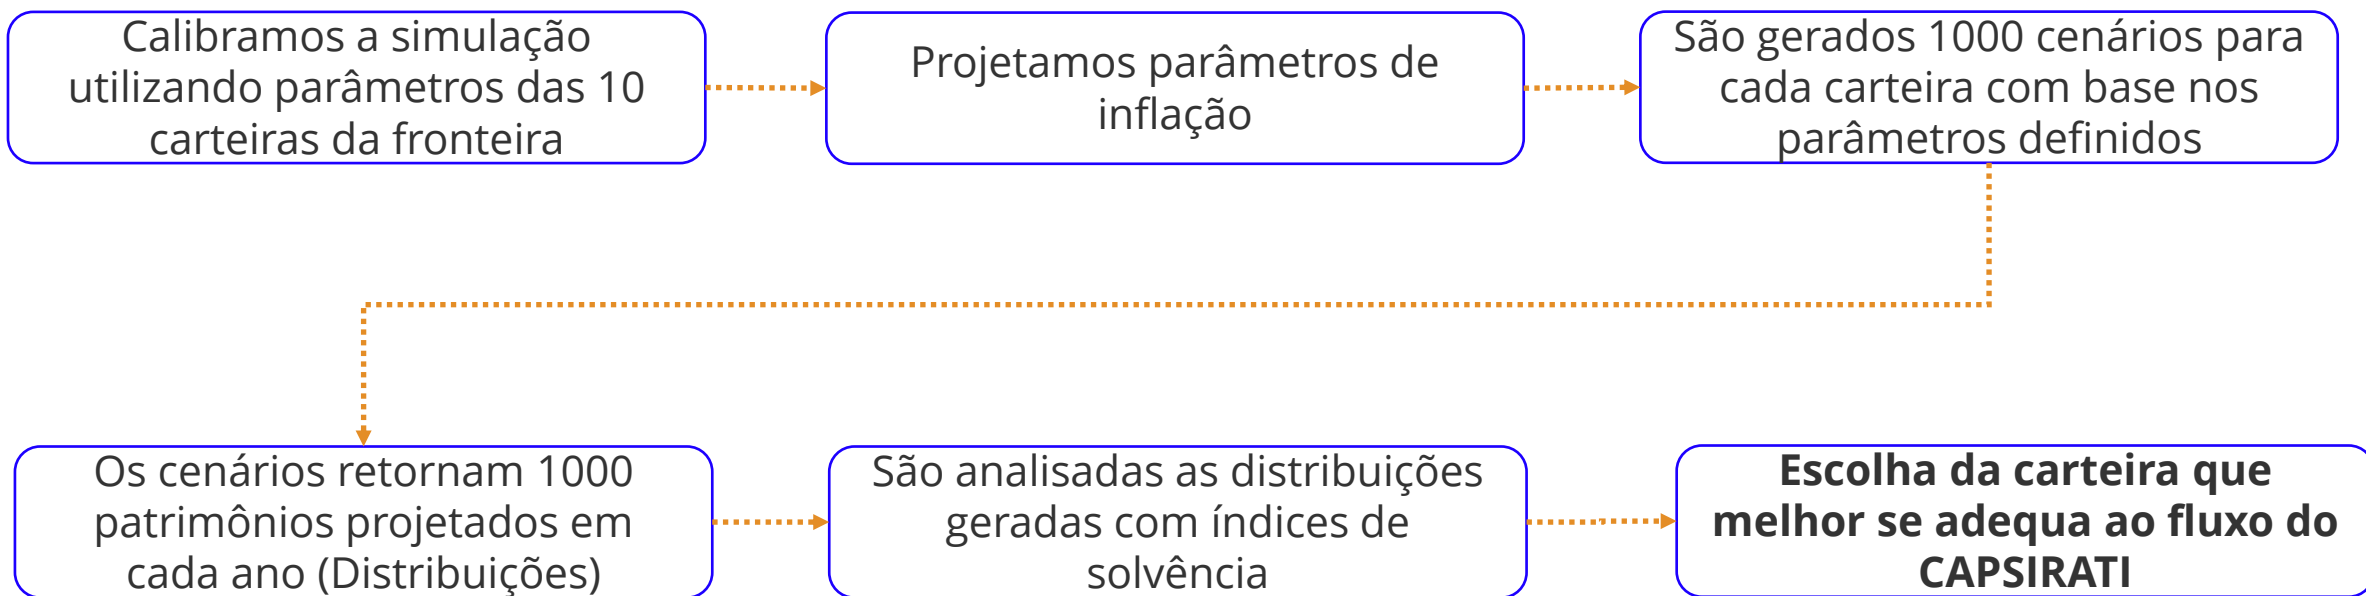 Calibramos a simulação
utilizando parâmetros das 10
carteiras da fronteira
Projetamos parâmetros de
inflação
São gerados 1000 cenários para
cada carteira com base nos
parâmetros definidos
Os cenários retornam 1000
patrimônios projetados em
cada ano (Distribuições)
São analisadas as distribuições
geradas com índices de
solvência
Escolha da carteira que
melhor se adequa ao fluxo do
CAPSIRATI